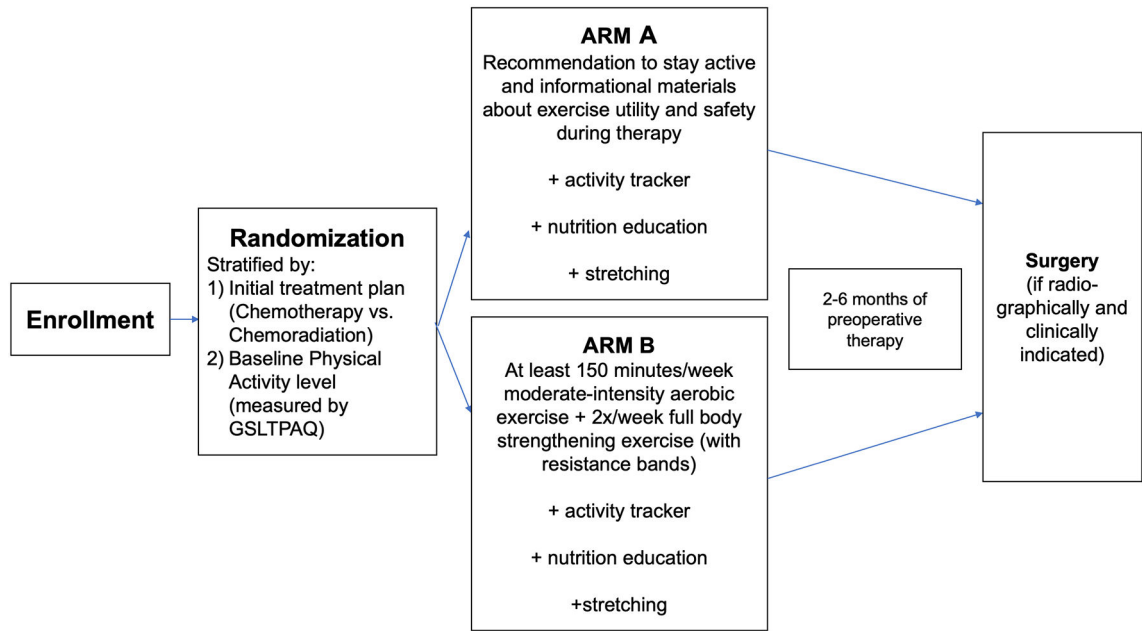 Enrollment
Randomization
Stratified by:
1) Initial treatment plan
(Chemotherapy vs.
Chemoradiation)
2) Baseline Physical
Activity level
(measured by
GSLTPAQ)
ARM A
Recommendation to stay active
and informational materials
about exercise utility and safety
during therapy
+ activity tracker
+ nutrition education
+ stretching
ARM B
At least 150 minutes/week
moderate-intensity aerobic
exercise + 2x/week full body
strengthening exercise (with
resistance bands)
+ activity tracker
+ nutrition education
+stretching
2-6 months of
preoperative
therapy
Surgery
(if radio-
graphically and
clinically
indicated)